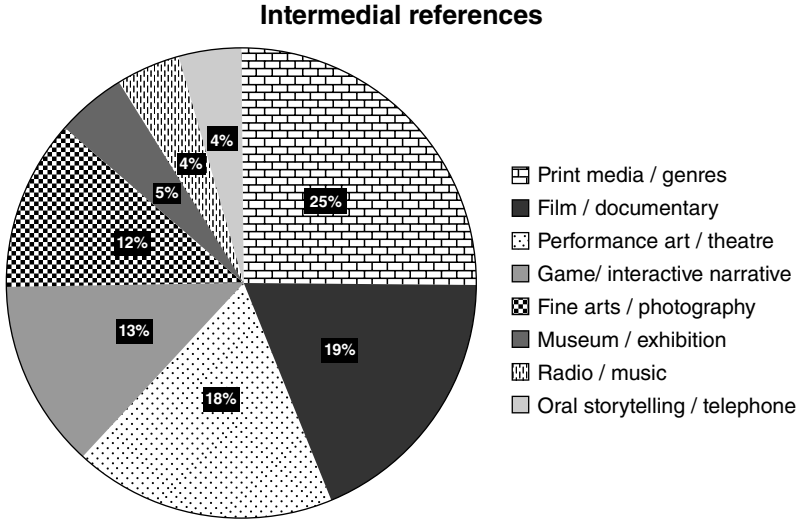 Intermedial references
4%
4%
5%
25%
12%
13%
19%
18%
Print media / genres
Film / documentary
Performance art / theatre
Game/ interactive narrative
Fine arts / photography
Museum / exhibition
Radio / music
Oral storytelling / telephone